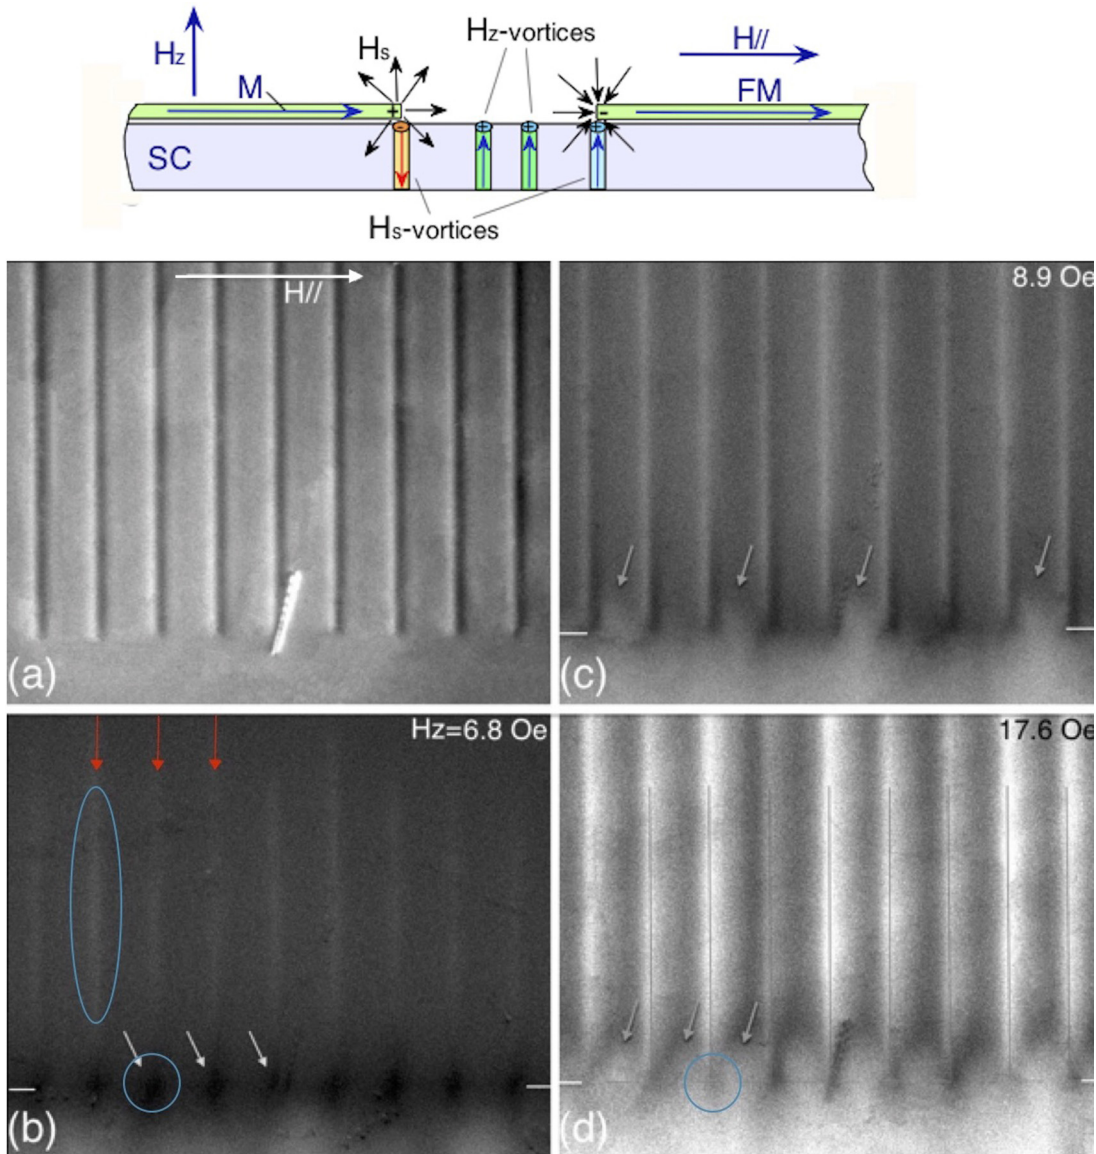 Hz
Hs
Hz-vortices
H//
M
FM
+
-
SC
-
+
+
+
Hs-vortices
H//
8.9 Oe
(a)
(c)
Hz=6.8 Oe
17.6 Oe
(b)
(d)